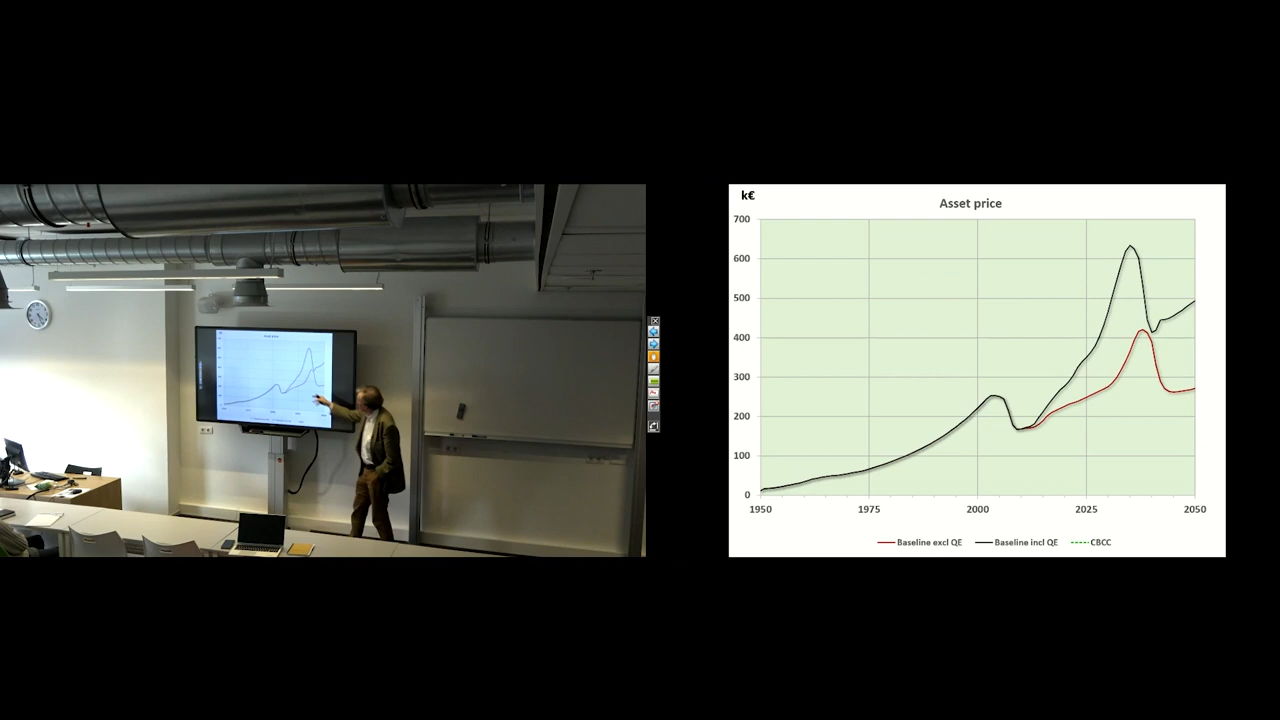 k€
Asset price
700
600
500
400
300
200
100
0
1950 1975 2000 2025 2050
Baseline excl QE Baseline incl QE CBCC